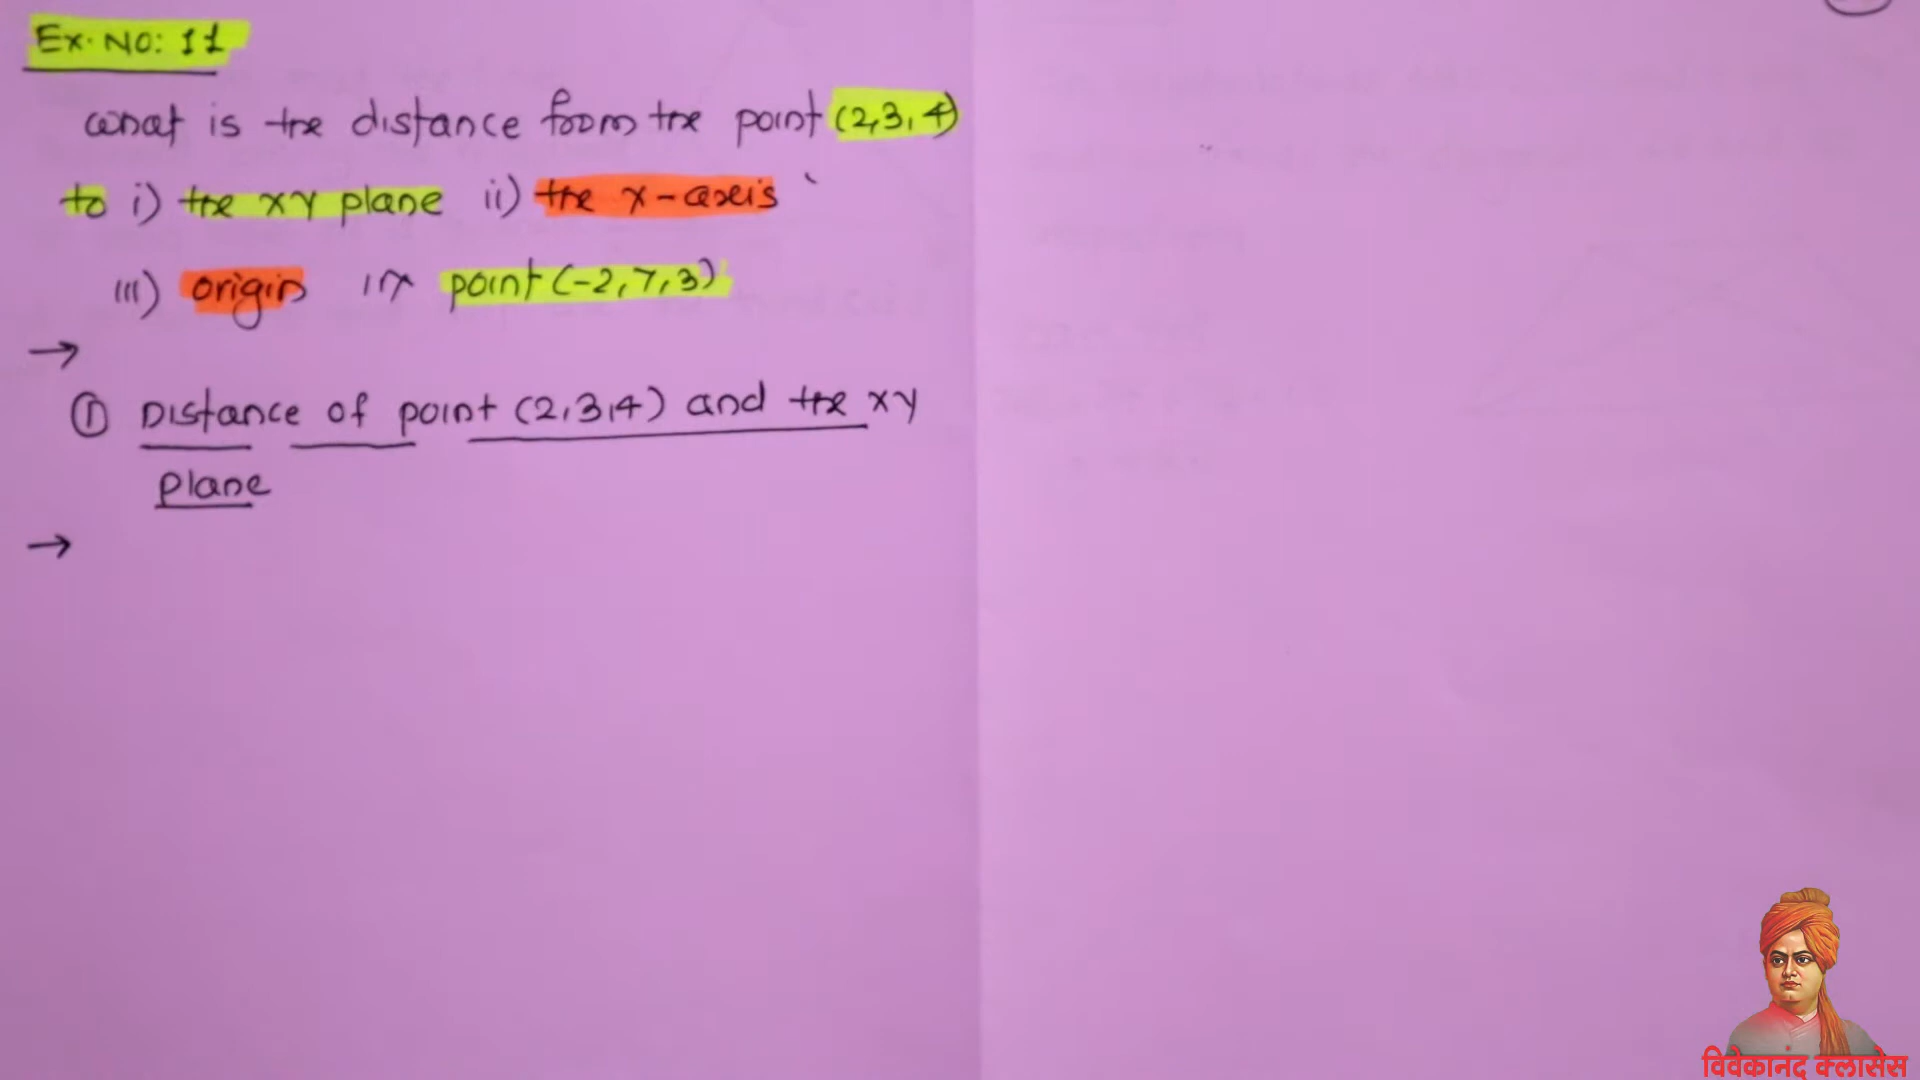 Ex. NO: 11
what is the distance from the point (2,3,4)
to i) the XY plane ii) the X-axis
iii) origin iv point (-2,7,3)
→
① Distance of point (2,3,4) and the xy
plane
→
विवेकानंद क्लासेस